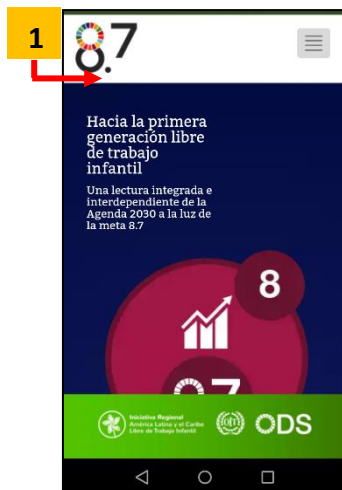 1
8.7
Hacia la primera
generación libre
de trabajo
infantil
Una lectura integrada e
interdependiente de la
Agenda 2030 a la luz de
la meta 8.7
8
8.7
Iniciativa Regional
América Latina y el Caribe
Libre de Trabajo Infantil
ODS